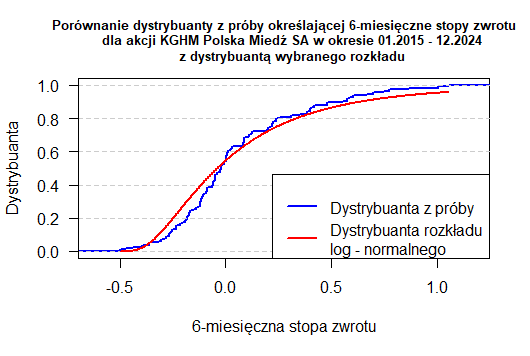 Porównanie dystrybuanty z próby określającej 6-miesięczne stopy zwrotu
dla akcji KGHM Polska Miedź SA w okresie 01.2015 - 12.2024
z dystrybuantą wybranego rozkładu
Dystrybuanta
1.0
0.8
0.6
0.4
0.2
0.0
Dystrybuanta z próby
Dystrybuanta rozkładu
log - normalnego
-0.5
0.0
0.5
1.0
6-miesięczna stopa zwrotu